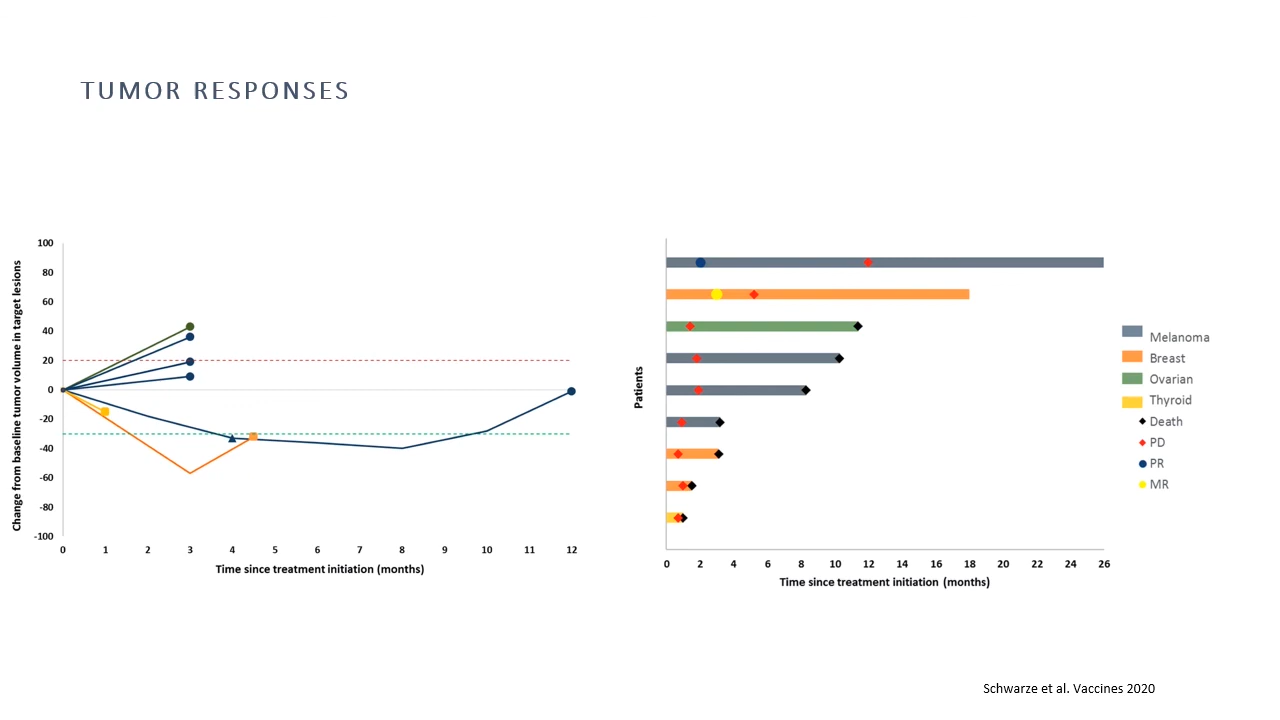 TUMOR RESPONSES
Change from baseline tumor volume in target lesions
100
80
60
40
20
0
-20
-40
-60
-80
-100
0 1 2 3 4 5 6 7 8 9 10 11 12
Time since treatment initiation (months)
Patients
0 2 4 6 8 10 12 14 16 18 20 22 24 26
Time since treatment initiation (months)
Melanoma
Breast
Ovarian
Thyroid
Death
PD
PR
MR
Schwarze et al. Vaccines 2020